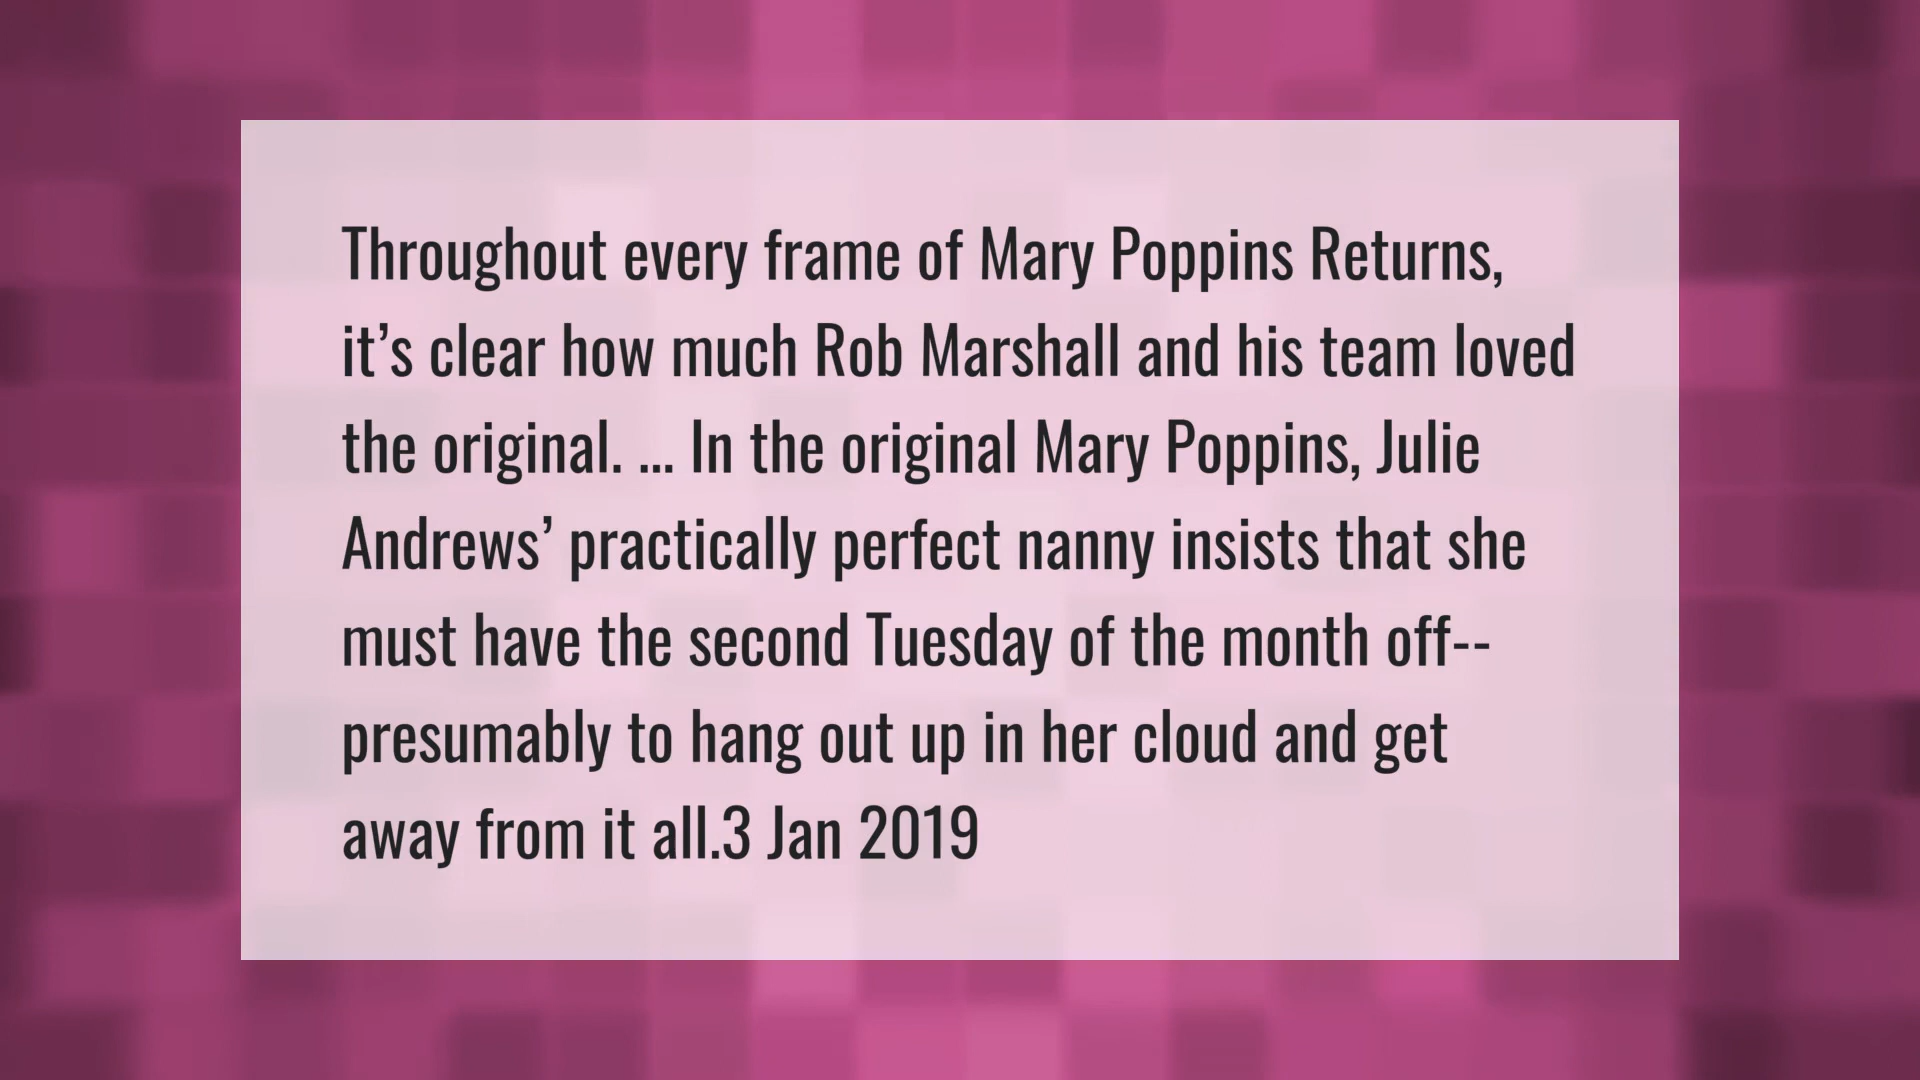 Throughout every frame of Mary Poppins Returns,
it’s clear how much Rob Marshall and his team loved
the original. ... In the original Mary Poppins, Julie
Andrews’ practically perfect nanny insists that she
must have the second Tuesday of the month off--
presumably to hang out up in her cloud and get
away from it all.3 Jan 2019